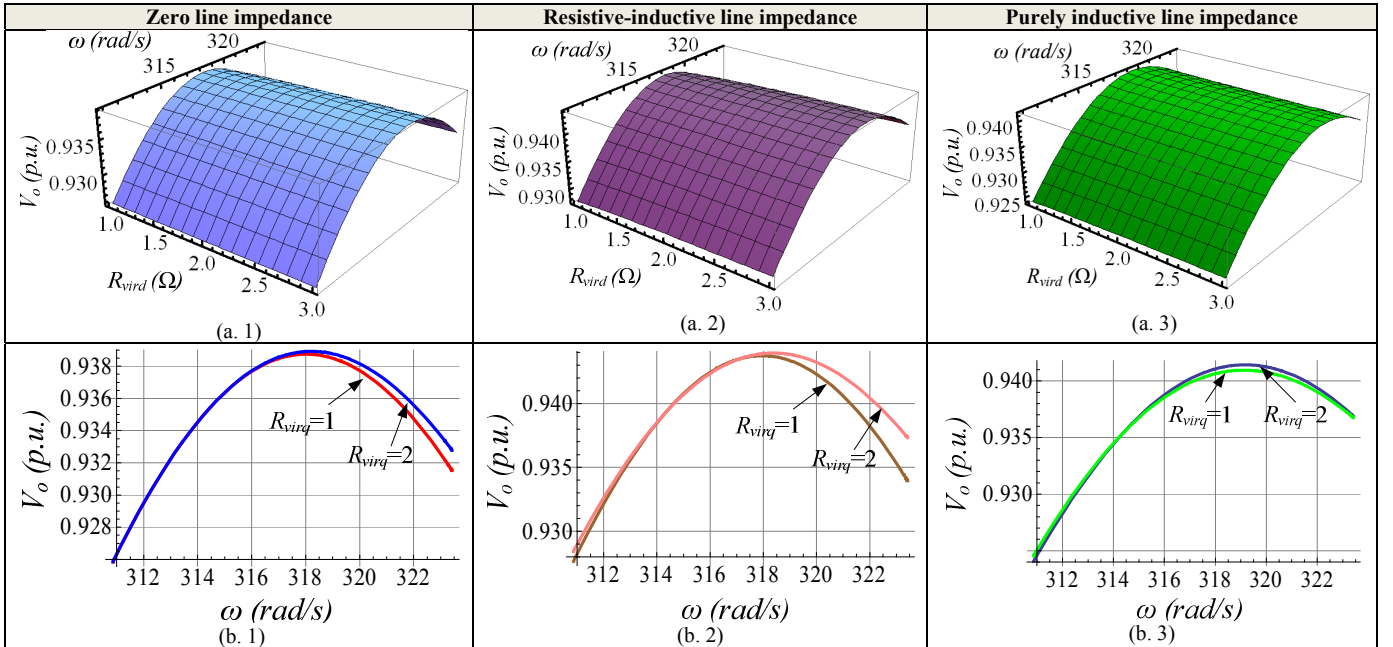 Zero line impedance
Resistive-inductive line impedance
Purely inductive line impedance
ω (rad/s)
320
315
0.935
0.930
V_o (p.u.)
1.0
1.5
2.0
2.5
3.0
R_vird (Ω)
(a. 1)
ω (rad/s)
320
315
0.940
0.935
0.930
V_o (p.u.)
1.0
1.5
2.0
2.5
3.0
R_vird (Ω)
(a. 2)
ω (rad/s)
320
315
0.940
0.935
0.930
0.925
V_o (p.u.)
1.0
1.5
2.0
2.5
3.0
R_vird (Ω)
(a. 3)
0.938
0.936
0.934
0.932
0.930
0.928
V_o (p.u.)
R_virq=1
R_virq=2
312 314 316 318 320 322
ω (rad/s)
(b. 1)
0.940
0.935
0.930
V_o (p.u.)
R_virq=1
R_virq=2
312 314 316 318 320 322
ω (rad/s)
(b. 2)
0.940
0.935
0.930
V_o (p.u.)
R_virq=1
R_virq=2
312 314 316 318 320 322
ω (rad/s)
(b. 3)